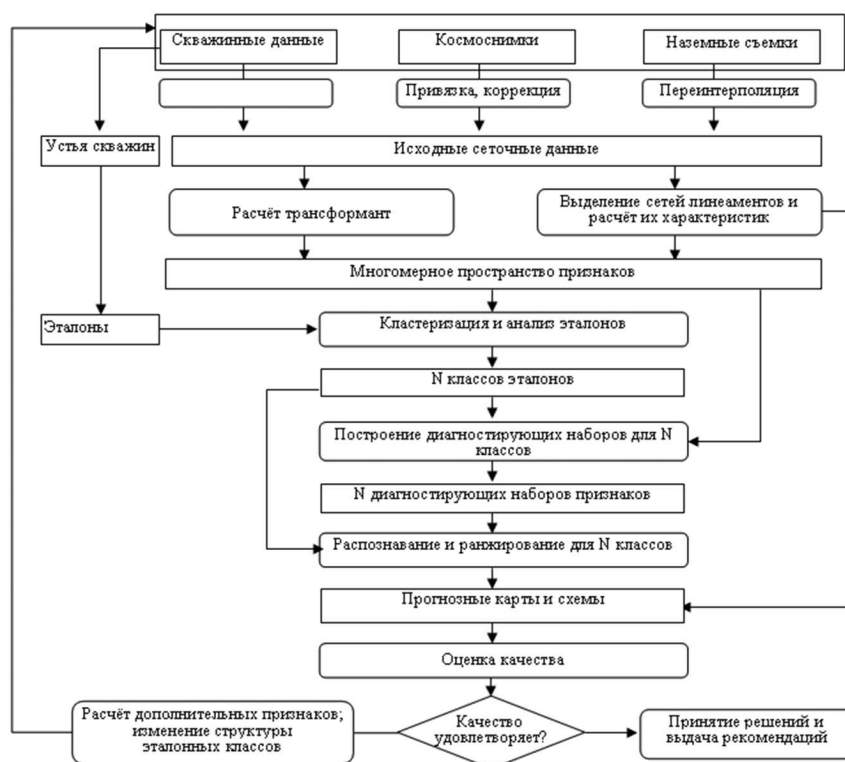 Скважинные данные
Космоснимки
Наземные съемки
Привязка, коррекция
Переинтерполяция
Устья скважин
Исходные сеточные данные
Расчёт трансформант
Выделение сетей линеаментов и
расчёт их характеристик
Многомерное пространство признаков
Эталоны
Кластеризация и анализ эталонов
N классов эталонов
Построение диагностирующих наборов для N
классов
N диагностирующих наборов признаков
Распознавание и ранжирование для N классов
Прогнозные карты и схемы
Оценка качества
Расчёт дополнительных признаков;
изменение структуры
эталонных классов
Качество
удовлетворяет?
Принятие решений и
выдача рекомендаций